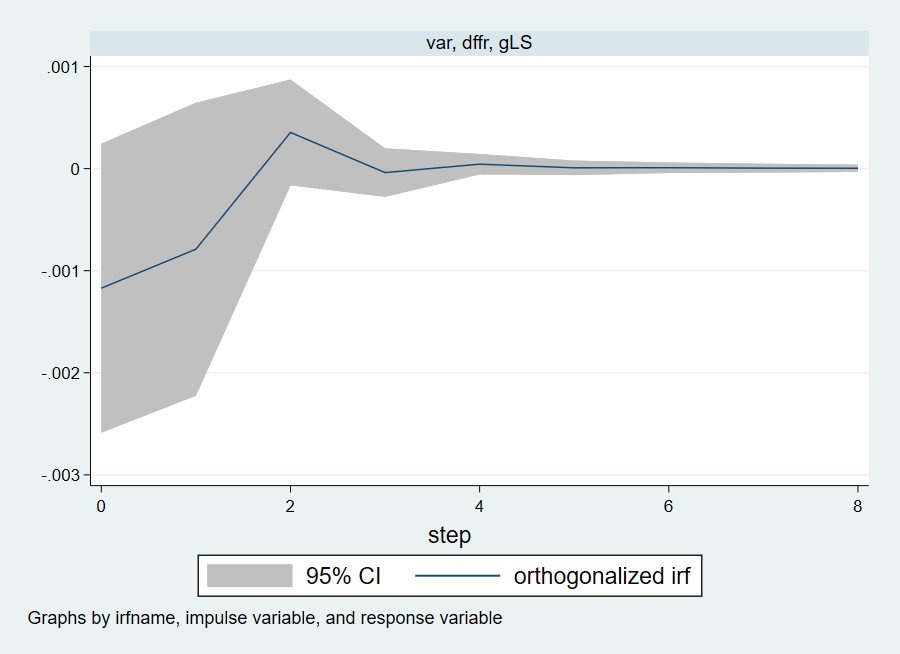 var, dffr, gLS
.001
0
-.001
-.002
-.003
0 2 4 6 8
step
95% CI orthogonalized irf
Graphs by irfname, impulse variable, and response variable